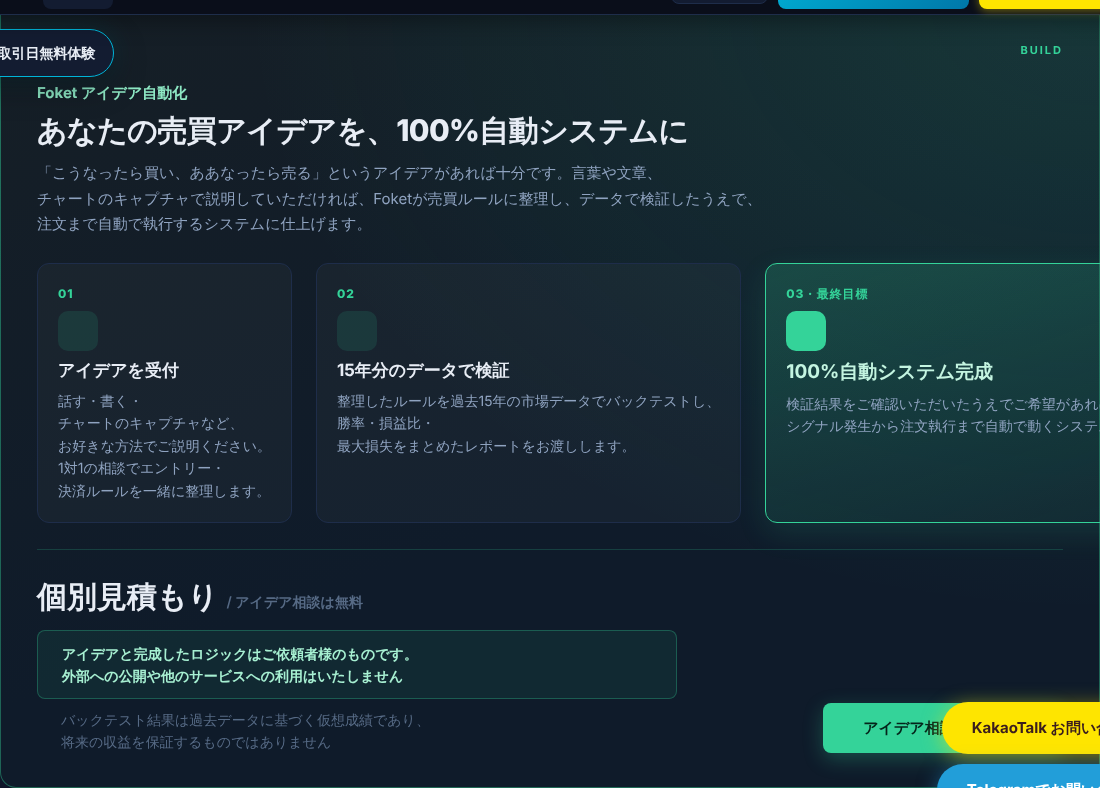 取引日無料体験
BUILD
Foket アイデア自動化
あなたの売買アイデアを、100%自動システムに
「こうなったら買い、ああなったら売る」というアイデアがあれば十分です。言葉や文章、
チャートのキャプチャで説明していただければ、Foketが売買ルールに整理し、データで検証したうえで、
注文まで自動で執行するシステムに仕上げます。
01
アイデアを受付
話す・書く・
チャートのキャプチャなど、
お好きな方法でご説明ください。
1対1の相談でエントリー・
決済ルールを一緒に整理します。
02
15年分のデータで検証
整理したルールを過去15年の市場データでバックテストし、
勝率・損益比・
最大損失をまとめたレポートをお渡しします。
03・最終目標
100%自動システム完成
検証結果をご確認いただいたうえでご希望があれ
シグナル発生から注文執行まで自動で動くシステ
個別見積もり / アイデア相談は無料
アイデアと完成したロジックはご依頼者様のものです。
外部への公開や他のサービスへの利用はいたしません
バックテスト結果は過去データに基づく仮想成績であり、
将来の収益を保証するものではありません
アイデア相
KakaoTalk お問い
Telegramでお問い